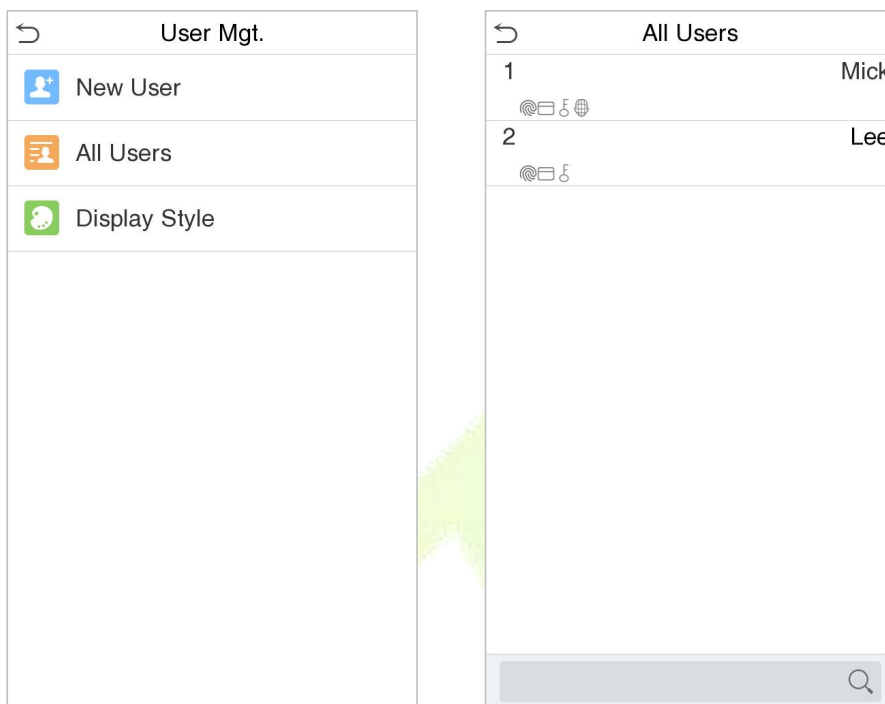 User Mgt.
New User
All Users
Display Style
All Users
1 Mick
2 Lee